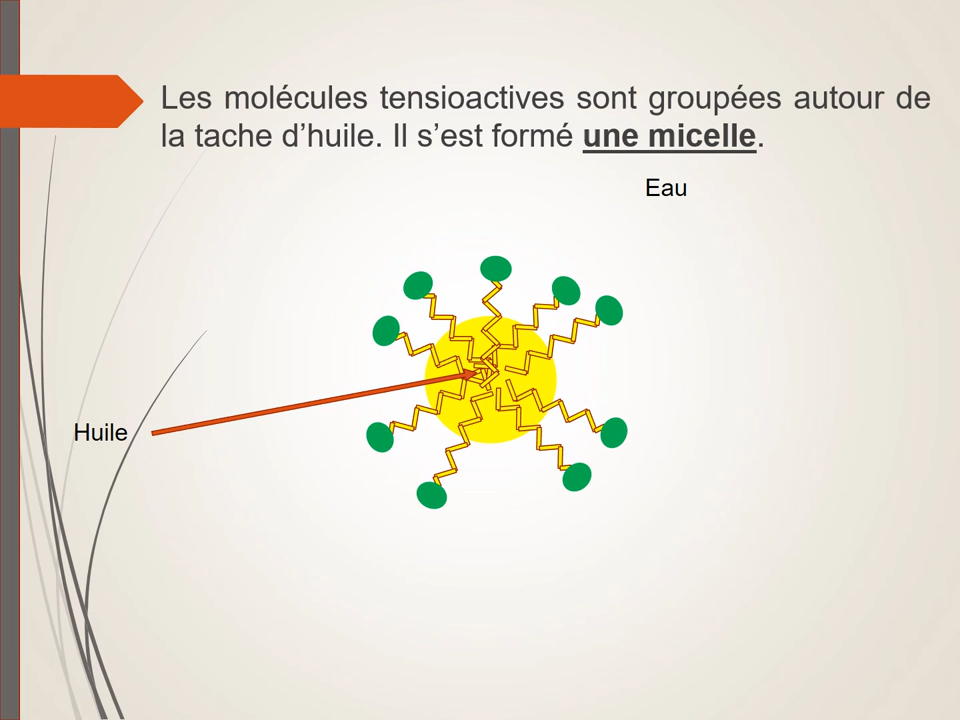 Les molécules tensioactives sont groupées autour de
la tache d’huile. Il s’est formé une micelle.
Eau
Huile